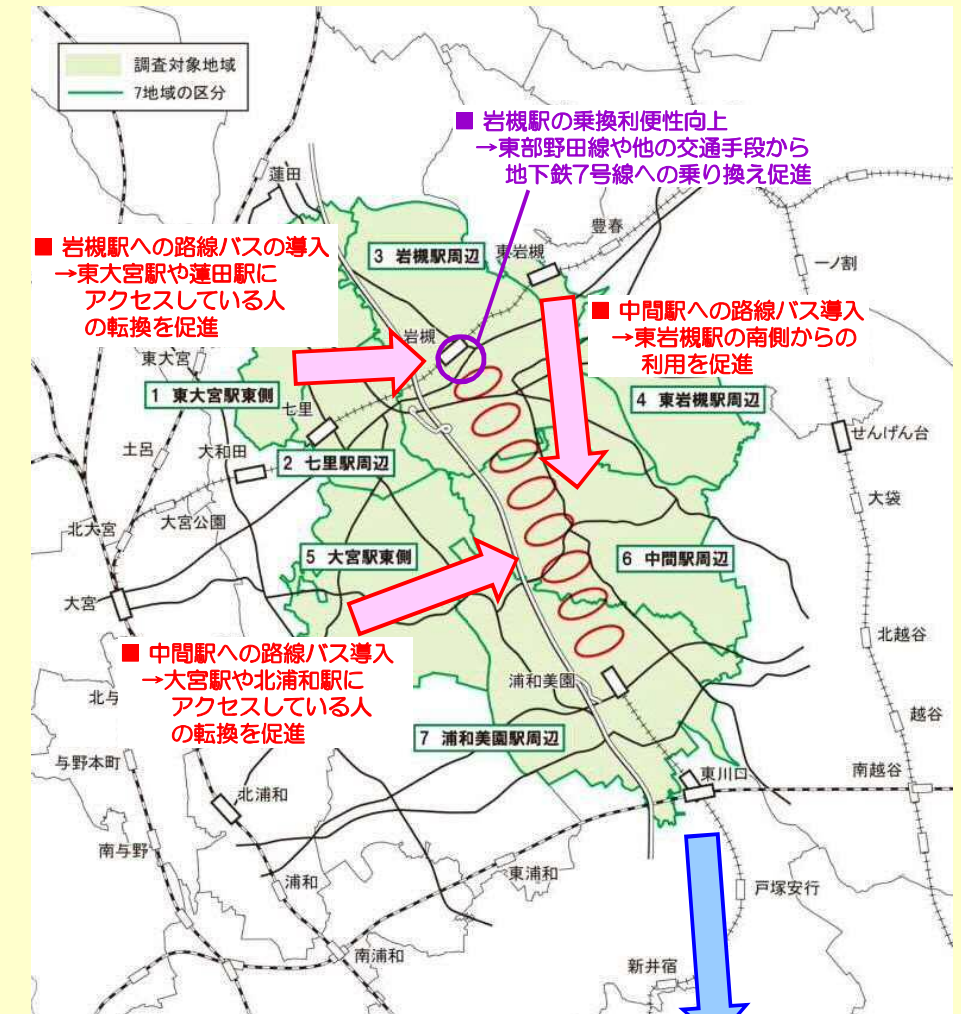 調査対象地域
7地域の区分
■ 岩槻駅の乗換利便性向上
→東部野田線や他の交通手段から
地下鉄7号線への乗り換え促進
蓮田
豊春
■ 岩槻駅への路線バスの導入
→東大宮駅や蓮田駅に
アクセスしている人
の転換を促進
3 岩槻駅周辺
東岩槻
一ノ割
■ 中間駅への路線バス導入
→東岩槻駅の南側からの
利用を促進
岩槻
東大宮
1 東大宮駅東側
七里
4 東岩槻駅周辺
せんげん台
土呂
大和田
2 七里駅周辺
大袋
北大宮
大宮公園
5 大宮駅東側
6 中間駅周辺
大宮
北越谷
■ 中間駅への路線バス導入
→大宮駅や北浦和駅に
アクセスしている人
の転換を促進
浦和美園
北与
越谷
7 浦和美園駅周辺
与野本町
東川口
南越谷
北浦和
南与野
東浦和
浦和
戸塚安行
南浦和
新井宿